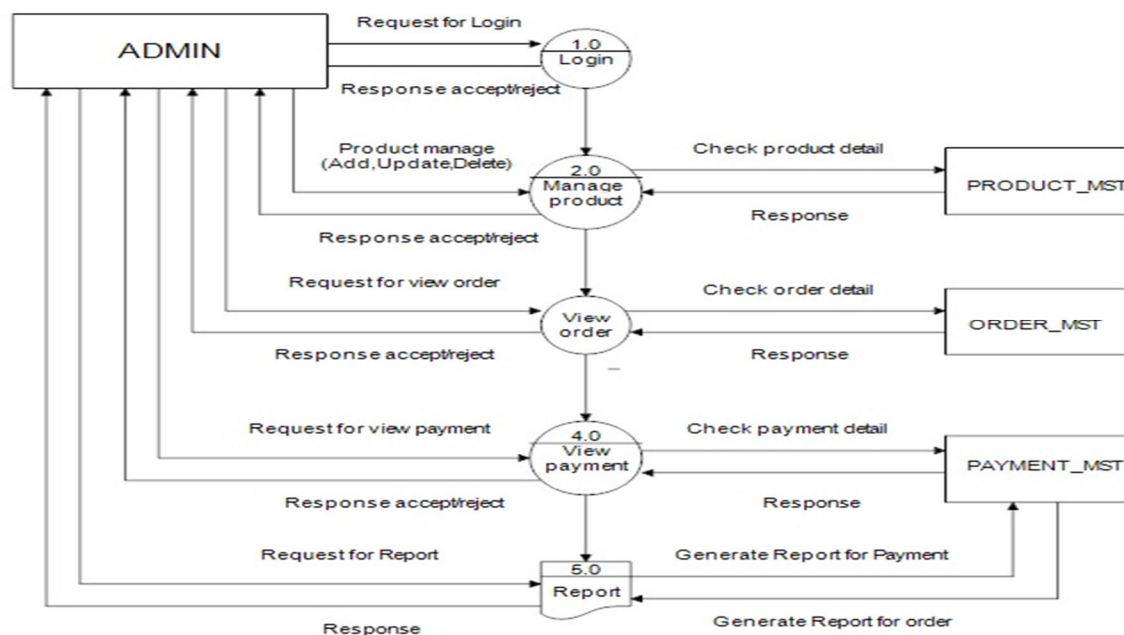 ADMIN
Request for Login
1.0
Login
Response accept/reject
Product manage
(Add,Update,Delete)
2.0
Manage
product
Check product detail
PRODUCT_MST
Response
Response accept/reject
Request for view order
View
order
Check order detail
ORDER_MST
Response
Response accept/reject
Request for view payment
4.0
View
payment
Check payment detail
PAYMENT_MST
Response
Response accept/reject
Request for Report
5.0
Report
Generate Report for Payment
Generate Report for order
Response